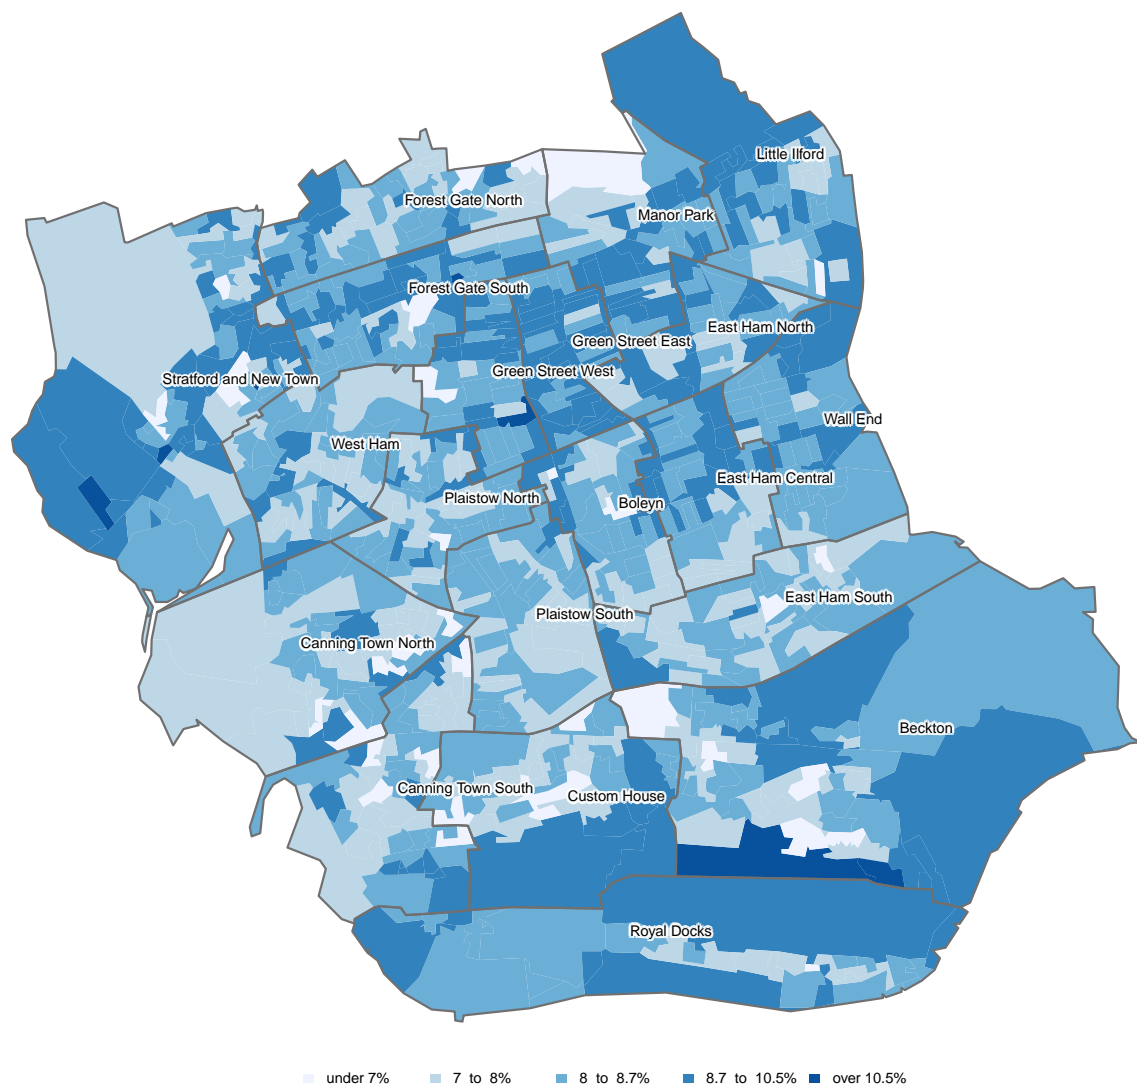 Little Ilford
Forest Gate North
Manor Park
Forest Gate South
East Ham North
Green Street East
Green Street West
Stratford and New Town
Wall End
West Ham
East Ham Central
Plaistow North
Boleyn
East Ham South
Plaistow South
Canning Town North
Beckton
Canning Town South
Custom House
Royal Docks
under 7% 7 to 8% 8 to 8.7% 8.7 to 10.5% over 10.5%